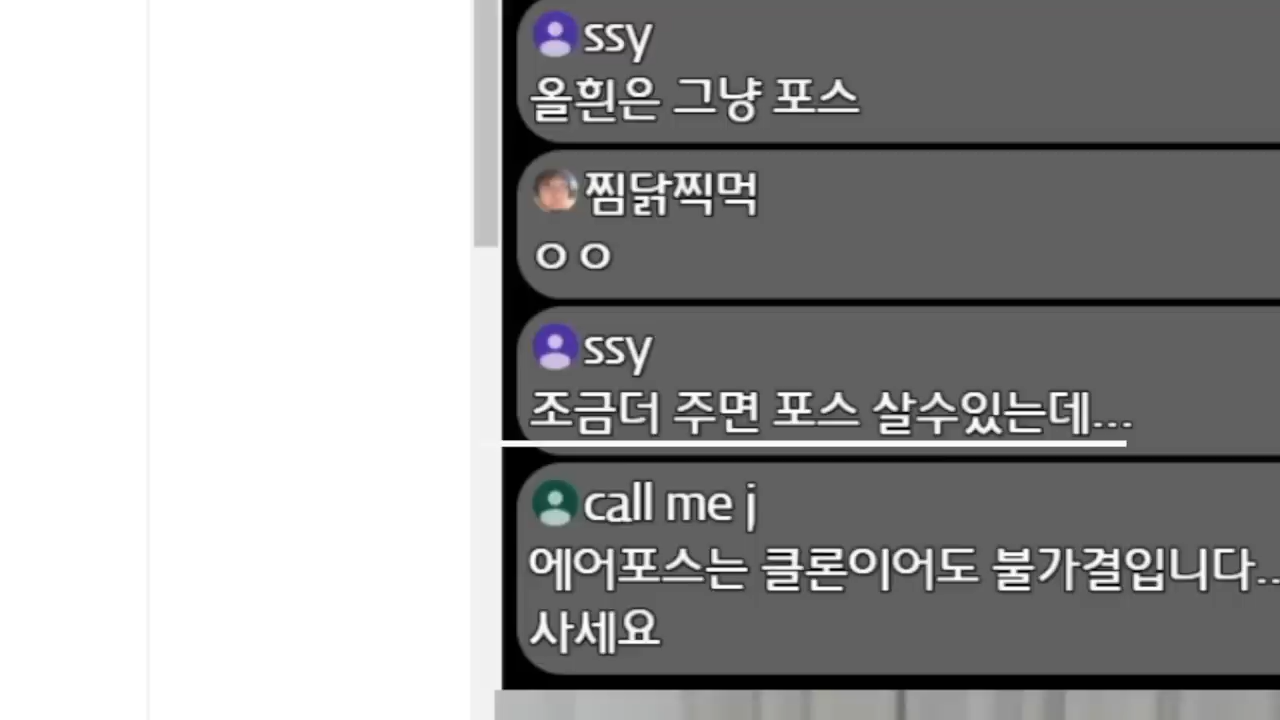 ssy
올흰은 그냥 포스
찜닭찍먹
ㅇㅇ
ssy
조금더 주면 포스 살수있는데...
call me j
에어포스는 클론이어도 불가결입니다..
사세요